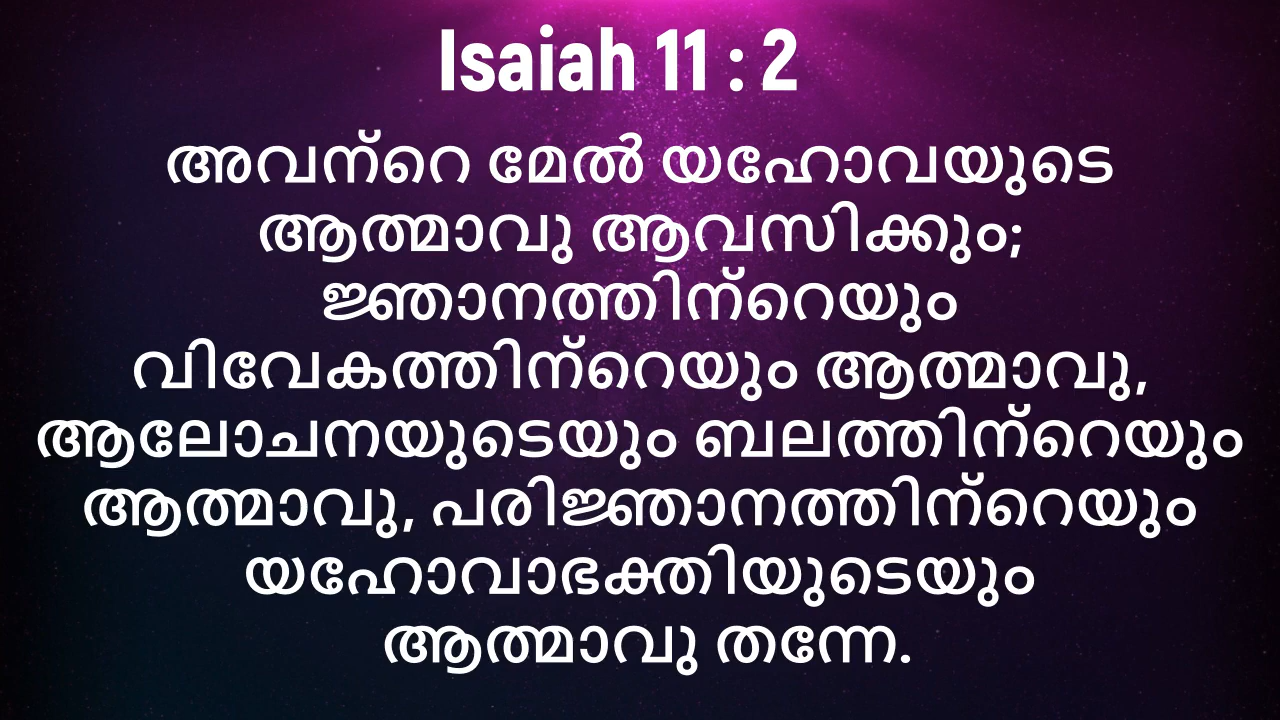 Isaiah 11 : 2
അവന്റെ മേൽ യഹോവയുടെ
ആത്മാവു ആവസിക്കും;
ജ്ഞാനത്തിന്റെയും
വിവേകത്തിന്റെയും ആത്മാവു,
ആലോചനയുടെയും ബലത്തിന്റെയും
ആത്മാവു, പരിജ്ഞാനത്തിന്റെയും
യഹോവാഭക്തിയുടെയും
ആത്മാവു തന്നേ.